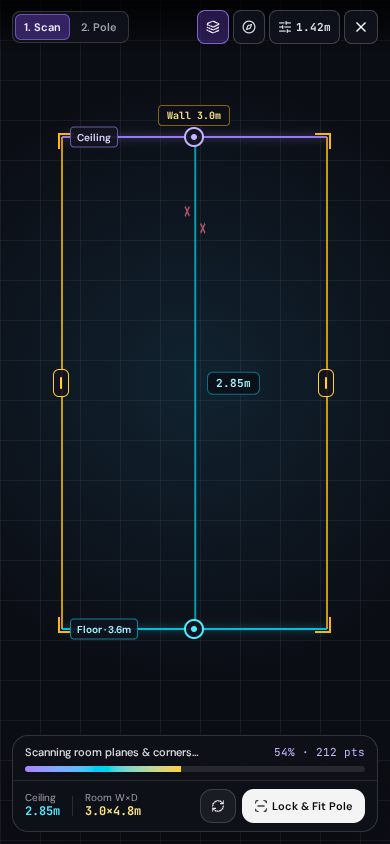 1. Scan
2. Pole
1.42m
Wall 3.0m
Ceiling
2.85m
Floor · 3.6m
Scanning room planes & corners…
54% · 212 pts
Ceiling
2.85m
Room W×D
3.0×4.8m
Lock & Fit Pole